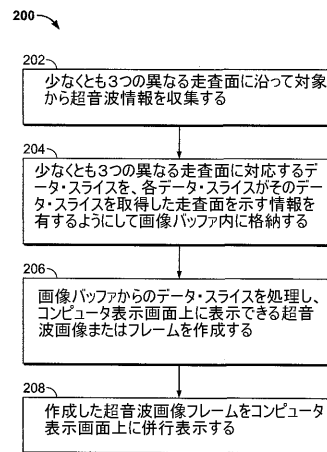 200
202
少なくとも3つの異なる走査面に沿って対象
から超音波情報を収集する
204
少なくとも3つの異なる走査面に対応するデ
ータ・スライスを、各データ・スライスがそのデー
タ・スライスを取得した走査面を示す情報を
有するようにして画像バッファ内に格納する
206
画像バッファからのデータ・スライスを処理し、
コンピュータ表示画面上に表示できる超音
波画像またはフレームを作成する
208
作成した超音波画像フレームをコンピュータ
表示画面上に併行表示する